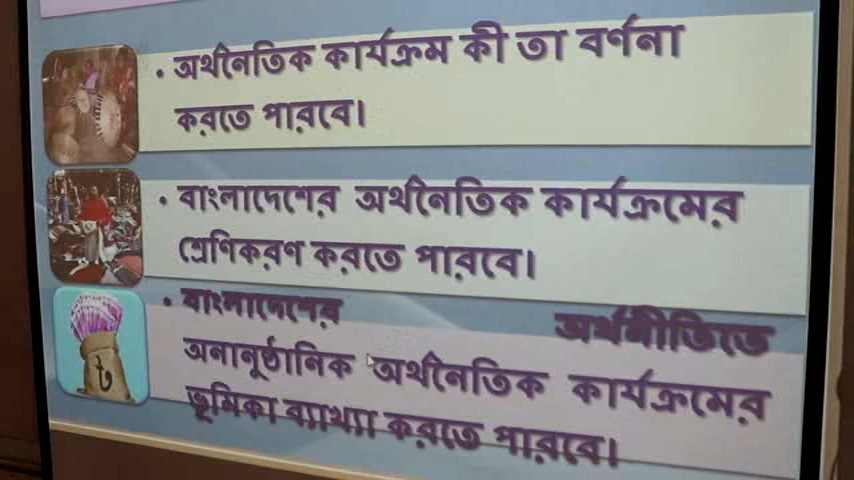 • অর্থনৈতিক কার্যক্রম কী তা বর্ণনা
করতে পারবে।
• বাংলাদেশের অর্থনৈতিক কার্যক্রমের
শ্রেণিকরণ করতে পারবে।
• বাংলাদেশের অর্থনীতিতে
অনানুষ্ঠানিক অর্থনৈতিক কার্যক্রমের
ভূমিকা ব্যাখ্যা করতে পারবে।
৳